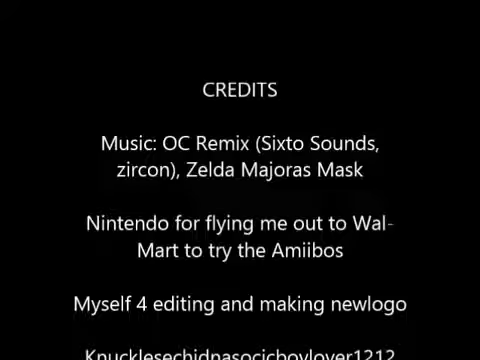 CREDITS
Music: OC Remix (Sixto Sounds,
zircon), Zelda Majoras Mask
Nintendo for flying me out to Wal-
Mart to try the Amiibos
Myself 4 editing and making newlogo
Knucklesechidnasocicboylover1212